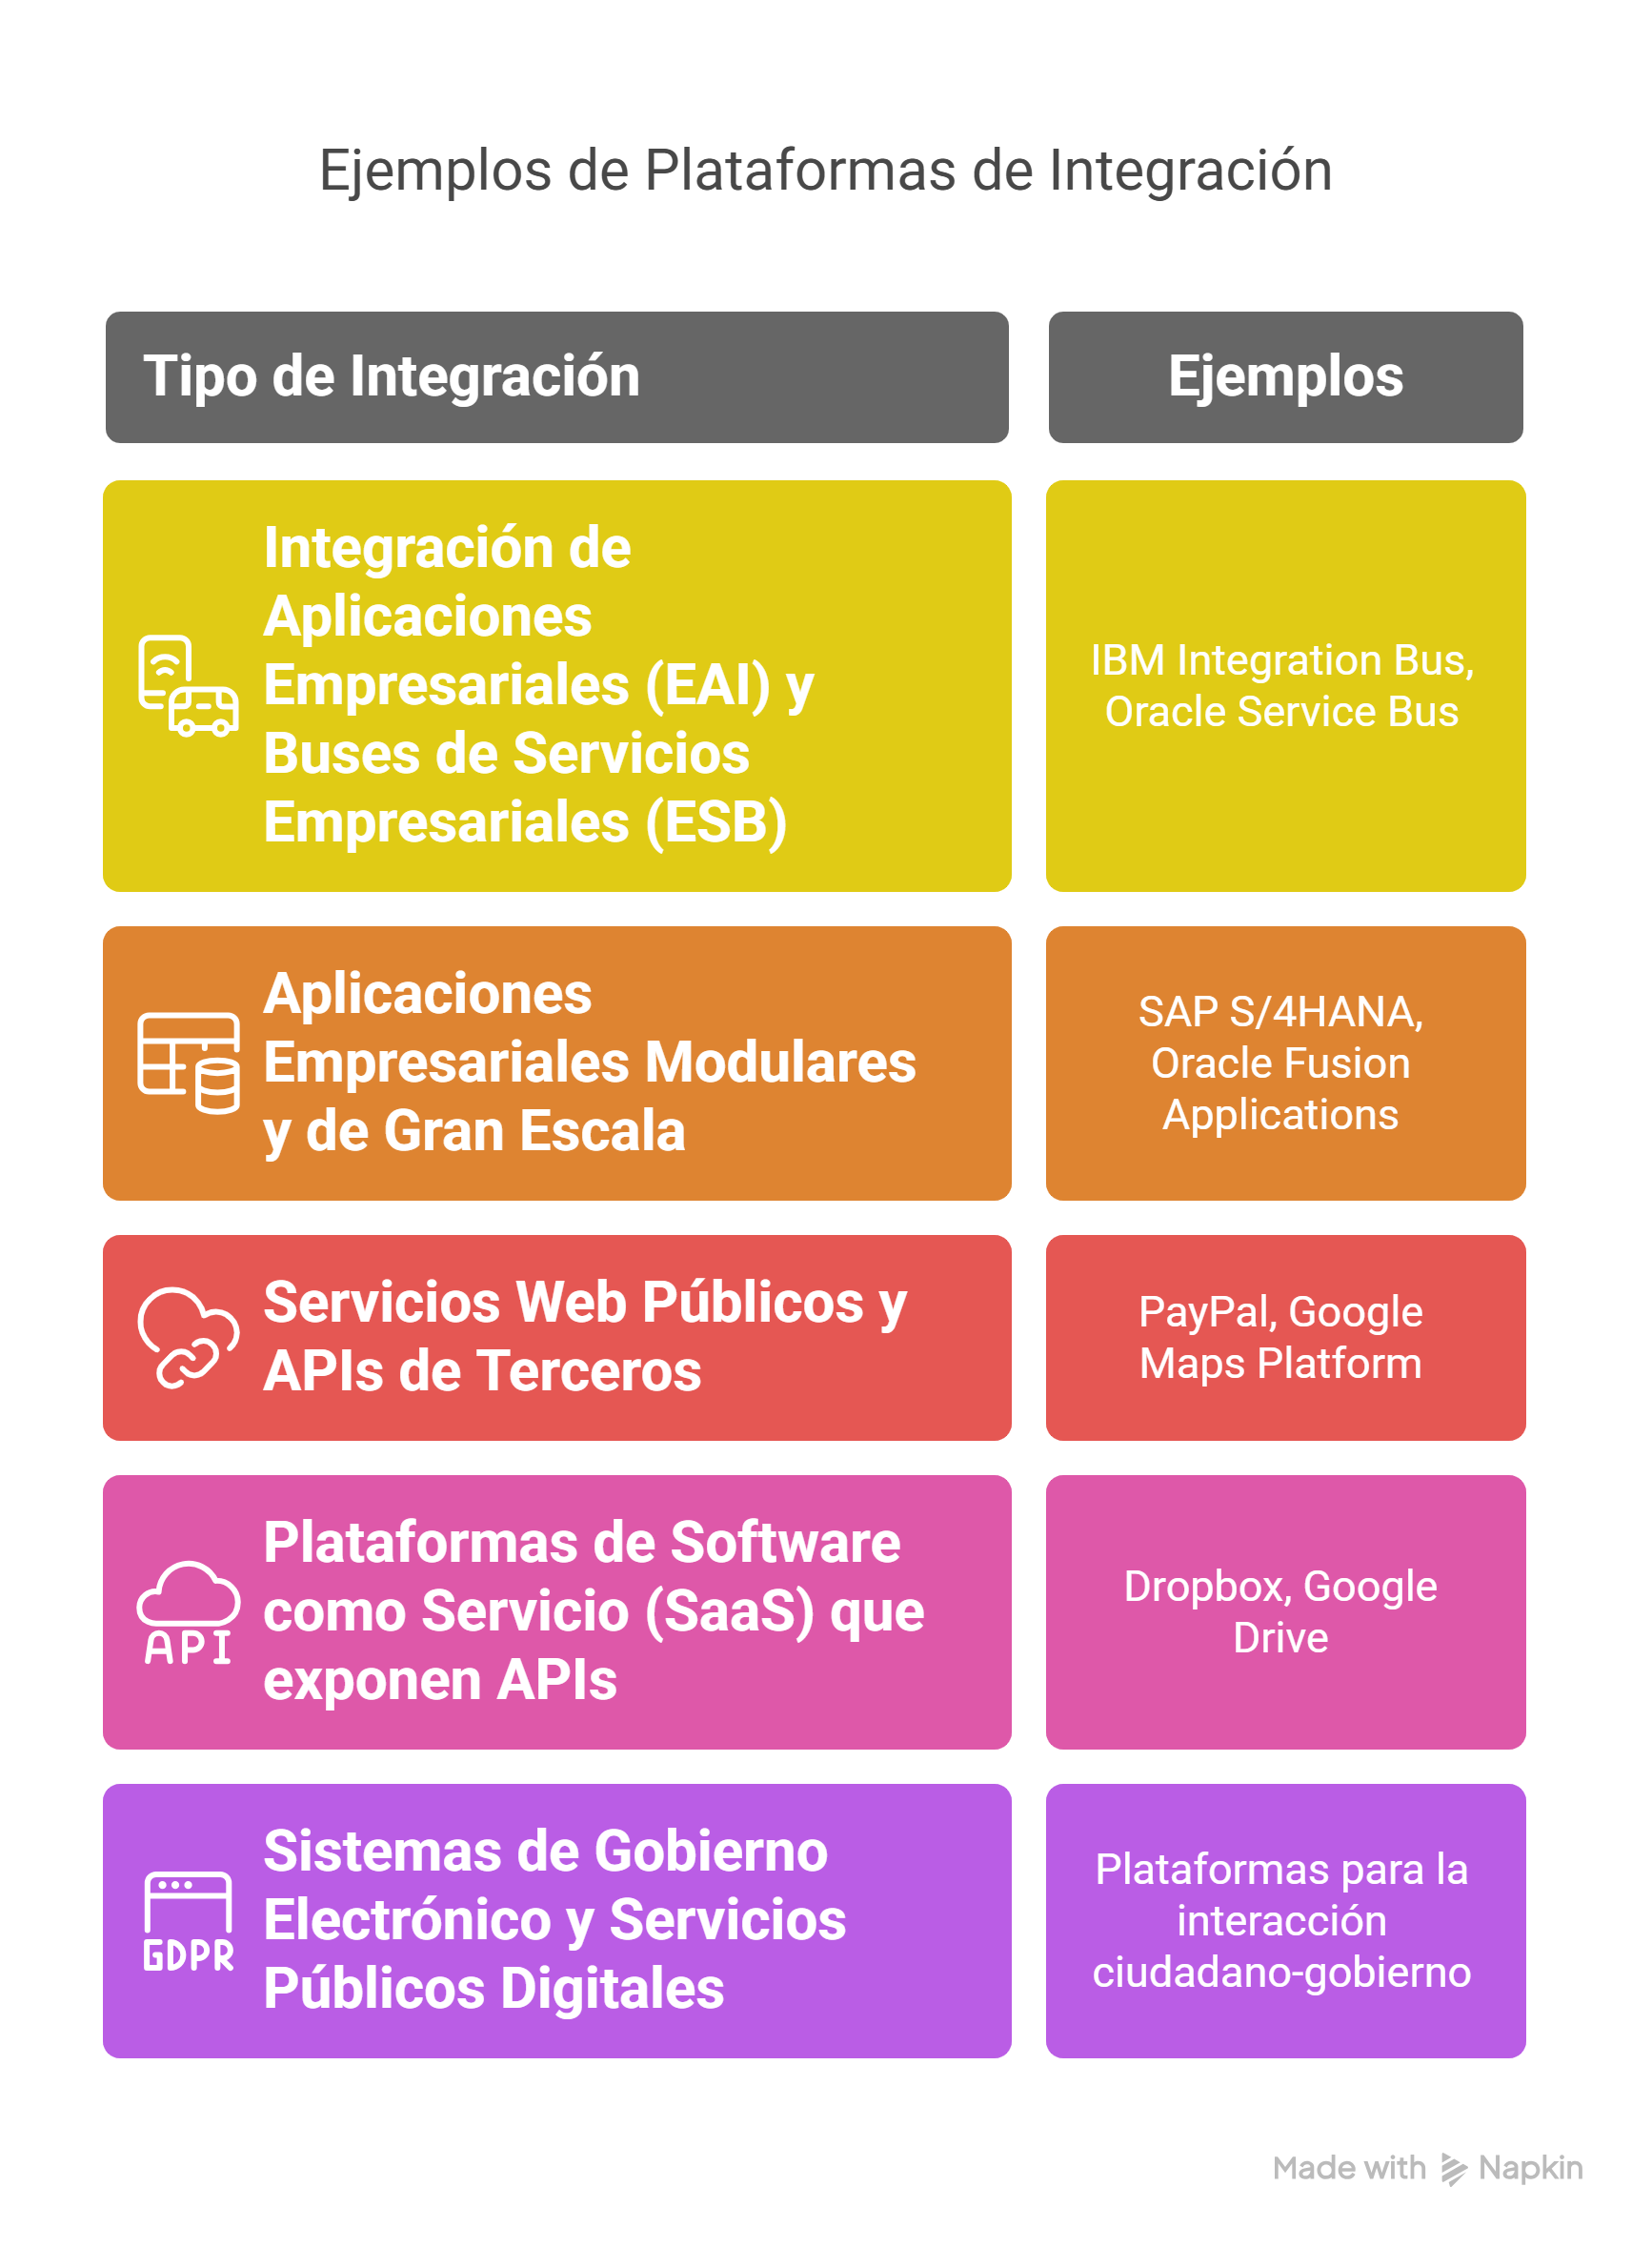 Ejemplos de Plataformas de Integración
Tipo de Integración
Ejemplos
Integración de
Aplicaciones
Empresariales (EAI) y
Buses de Servicios
Empresariales (ESB)
IBM Integration Bus,
Oracle Service Bus
Aplicaciones
Empresariales Modulares
y de Gran Escala
SAP S/4HANA,
Oracle Fusion
Applications
Servicios Web Públicos y
APIs de Terceros
PayPal, Google
Maps Platform
API
Plataformas de Software
como Servicio (SaaS) que
exponen APIs
Dropbox, Google
Drive
GDPR
Sistemas de Gobierno
Electrónico y Servicios
Públicos Digitales
Plataformas para la
interacción
ciudadano-gobierno
Made with Napkin